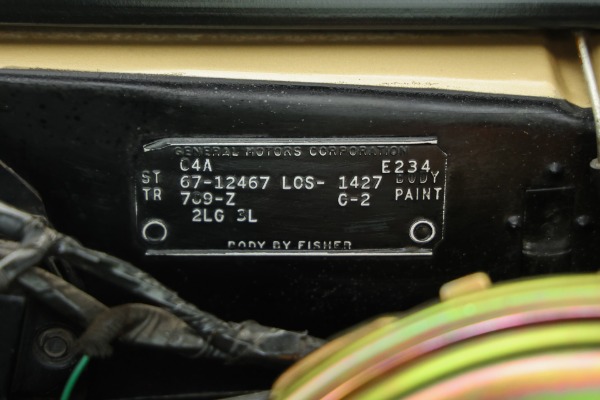 GENERAL MOTORS CORPORATION
04A E234
ST 67-12467 LOS- 1427 BODY
TR 709-Z G-2 PAINT
2LG 3L
BODY BY FISHER